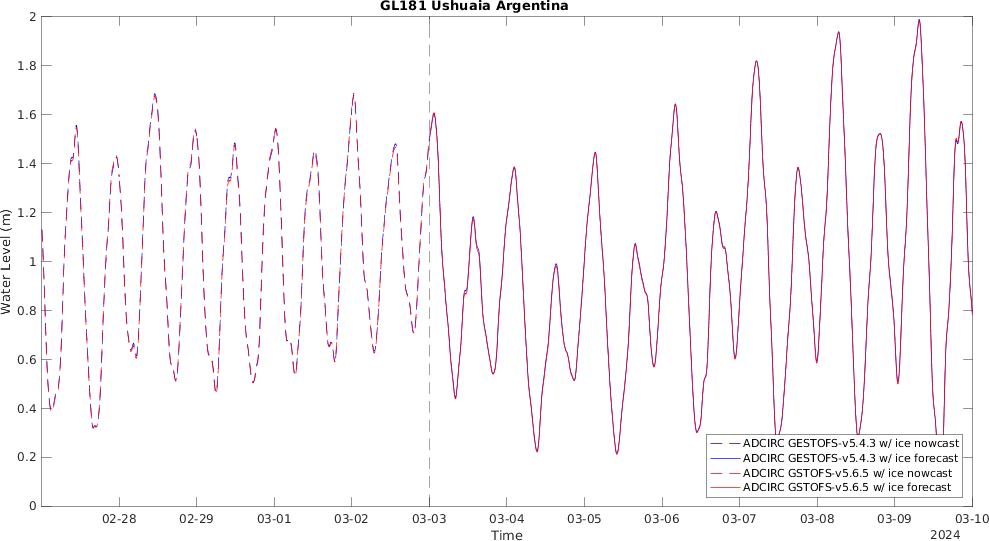 GL181 Ushuaia Argentina
2
1.8
1.6
1.4
1.2
1
0.8
0.6
0.4
0.2
0
Water Level (m)
02-28 02-29 03-01 03-02 03-03 03-04 03-05 03-06 03-07 03-08 03-09 03-10
Time
2024
ADCIRC GESTOFS-v5.4.3 w/ ice nowcast
ADCIRC GESTOFS-v5.4.3 w/ ice forecast
ADCIRC GSTOFS-v5.6.5 w/ ice nowcast
ADCIRC GSTOFS-v5.6.5 w/ ice forecast